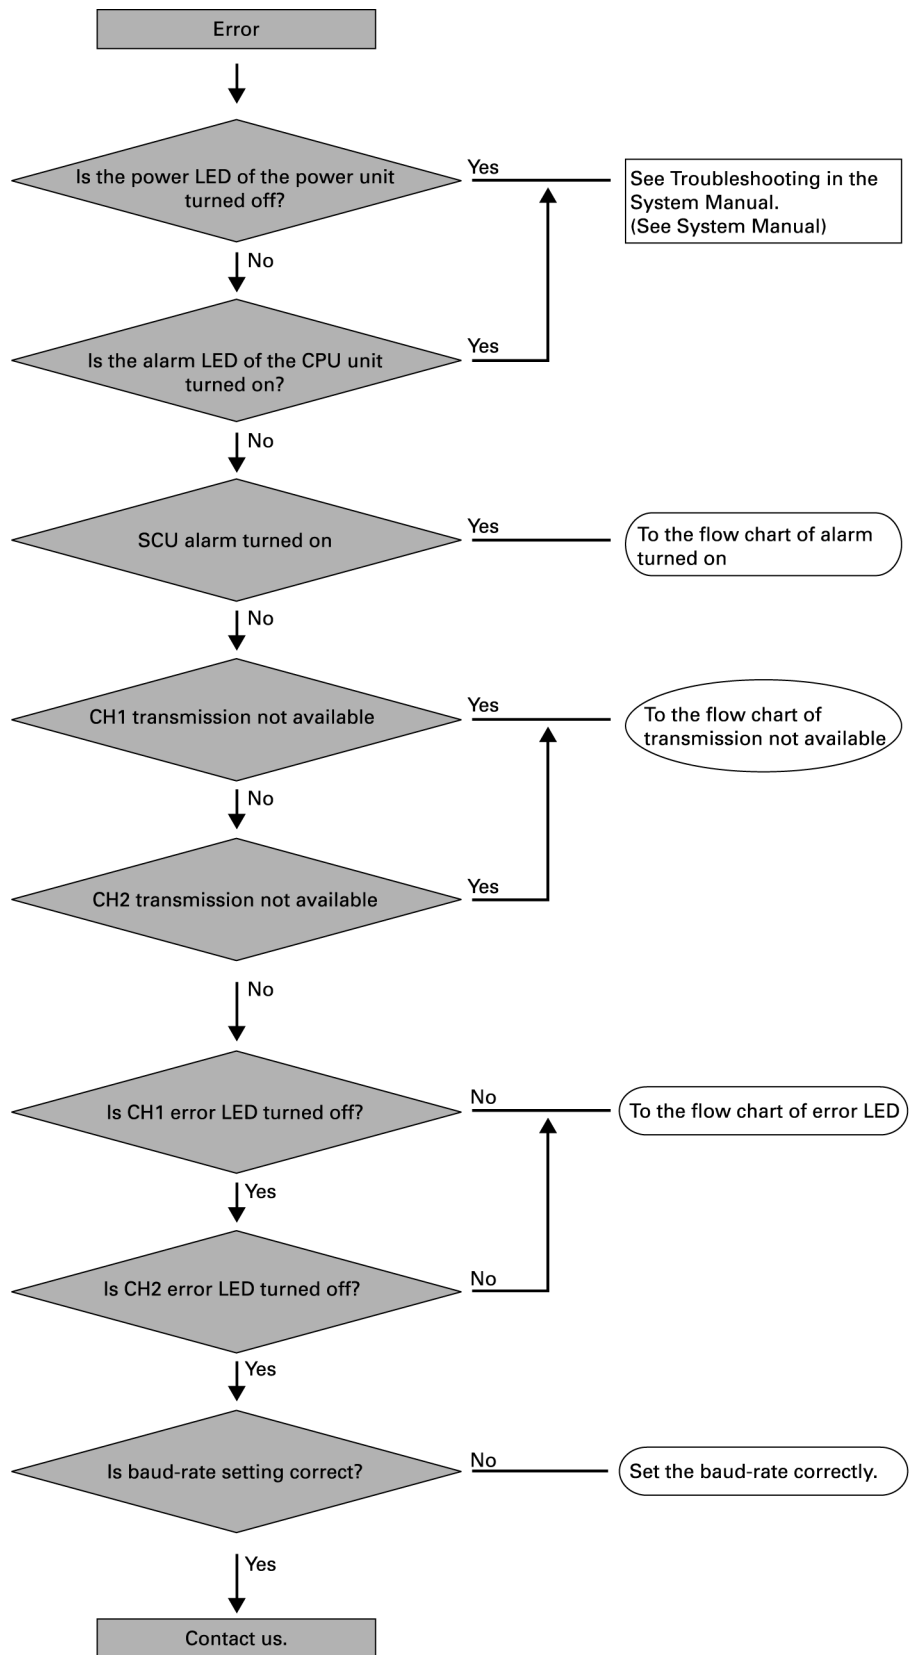 Error
Is the power LED of the power unit
turned off?
Yes
See Troubleshooting in the
System Manual.
(See System Manual)
No
Is the alarm LED of the CPU unit
turned on?
Yes
No
SCU alarm turned on
Yes
To the flow chart of alarm
turned on
No
CH1 transmission not available
Yes
To the flow chart of
transmission not available
No
CH2 transmission not available
Yes
No
Is CH1 error LED turned off?
No
To the flow chart of error LED
Yes
Is CH2 error LED turned off?
No
Yes
Is baud-rate setting correct?
No
Set the baud-rate correctly.
Yes
Contact us.